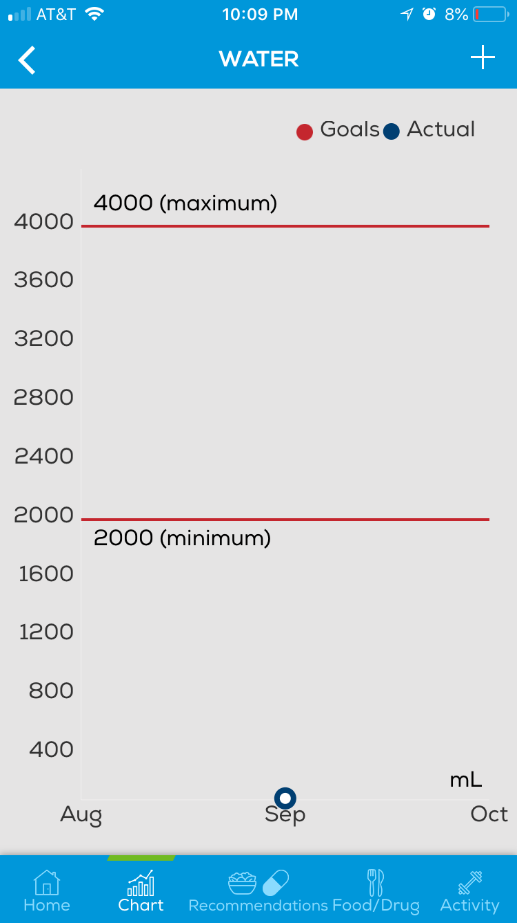 AT&T 10:09 PM 8%
WATER
Goals Actual
4000 (maximum)
4000
3600
3200
2800
2400
2000
2000 (minimum)
1600
1200
800
400
mL
Aug Sep Oct
Home Chart Recommendations Food/Drug Activity